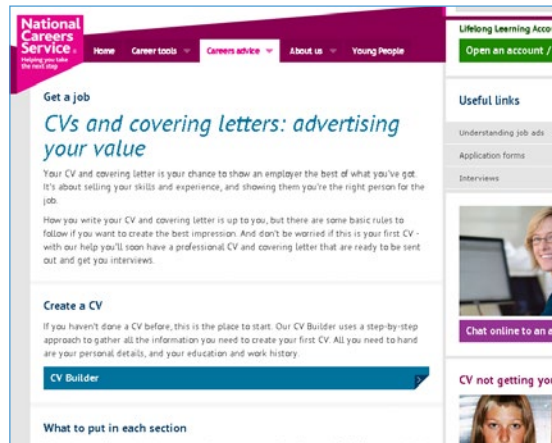 National
Careers
Service
Helping you take
the next step
Home Career tools Careers advice About us Young People
Get a job
CVs and covering letters: advertising
your value
Your CV and covering letter is your chance to show an employer the best of what you've got.
It's about selling your skills and experience, and showing them you're the right person for the
job.
How you write your CV and covering letter is up to you, but there are some basic rules to
follow if you want to create the best impression. And don't be worried if this is your first CV -
with our help you'll soon have a professional CV and covering letter that are ready to be sent
out and get you interviews.
Create a CV
If you haven't done a CV before, this is the place to start. Our CV Builder uses a step-by-step
approach to gather all the information you need to create your first CV. All you need to hand
are your personal details, and your education and work history.
CV Builder
What to put in each section
Lifelong Learning Acco
Open an account /
Useful links
Understanding job ads
Application forms
Interviews
Chat online to an a
CV not getting you